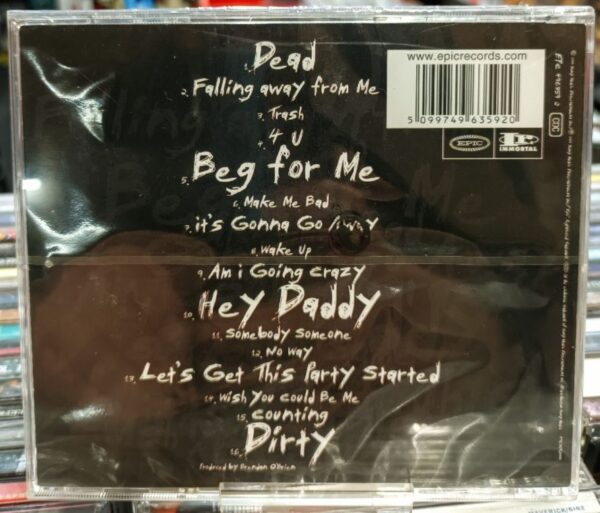 1. Dead
2. Falling away from Me
3. Trash
4. 4 U
5. Beg for Me
6. Make Me Bad
7. it's Gonna Go Away
8. Wake Up
9. Am i Going crazy
10. Hey Daddy
11. Somebody Someone
12. No Way
13. Let's Get This Party Started
14. Wish You could Be Me
15. counting
16. Dirty
Produced by Brendan O'Brien
www.epicrecords.com
5 099749 635920
EPIC
IMMORTAL